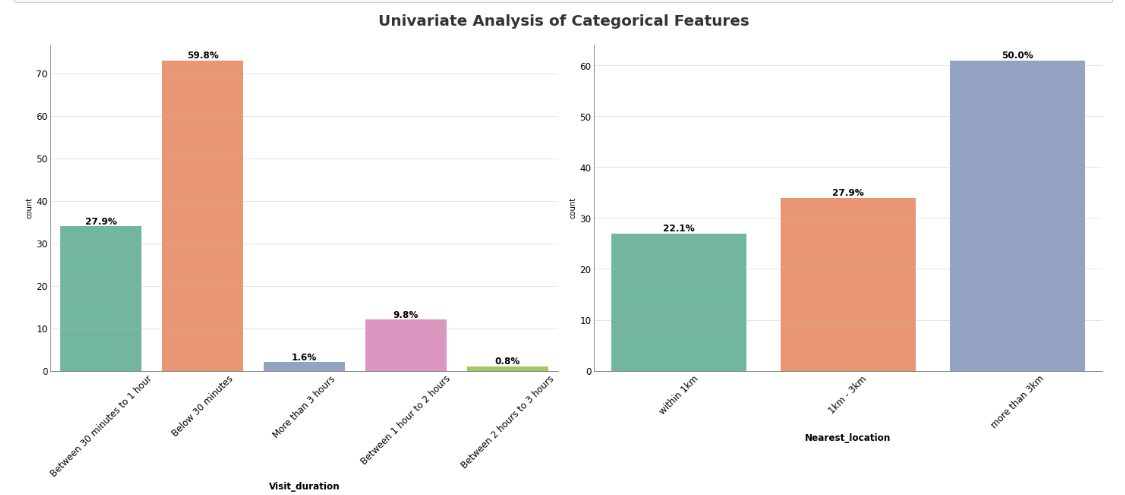 Univariate Analysis of Categorical Features
59.8%
27.9%
1.6%
9.8%
0.8%
70
60
50
40
30
20
10
0
count
Between 30 minutes to 1 hour
Below 30 minutes
More than 3 hours
Between 1 hour to 2 hours
Between 2 hours to 3 hours
Visit_duration
50.0%
27.9%
22.1%
60
50
40
30
20
10
0
count
within 1km
1km - 3km
more than 3km
Nearest_location